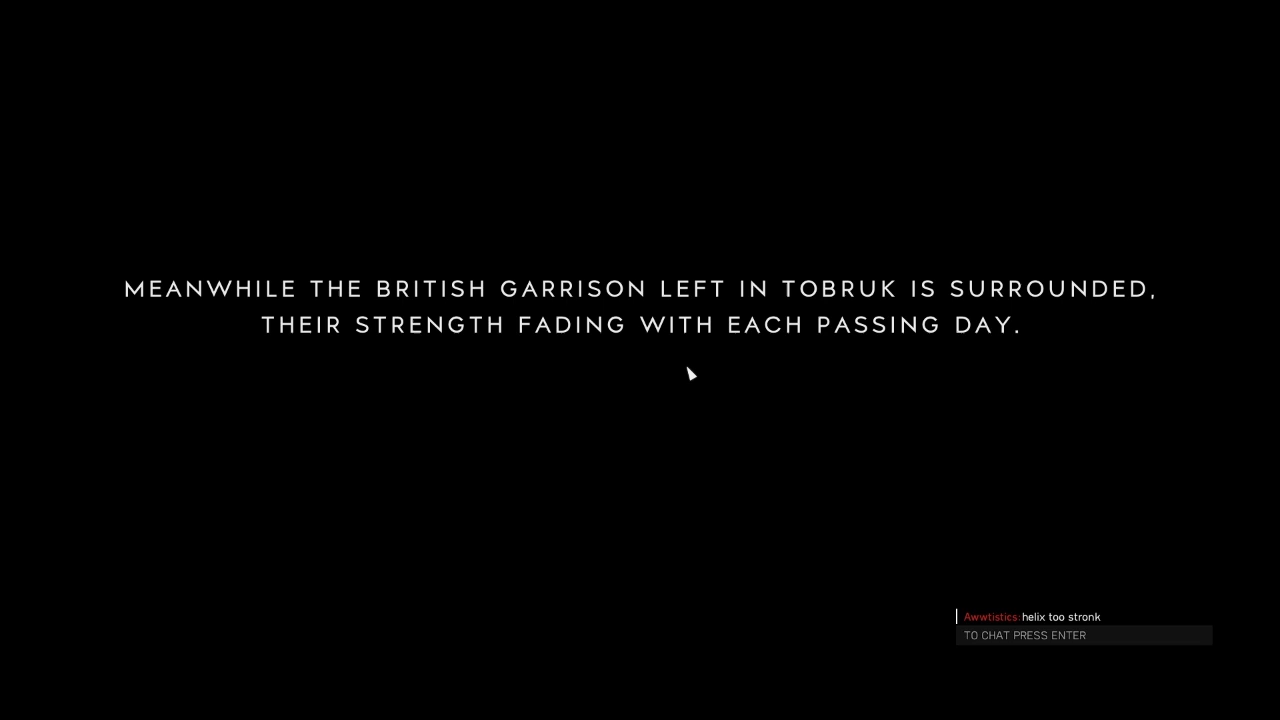 MEANWHILE THE BRITISH GARRISON LEFT IN TOBRUK IS SURROUNDED,
THEIR STRENGTH FADING WITH EACH PASSING DAY.
Awwtistics: helix too stronk
TO CHAT PRESS ENTER